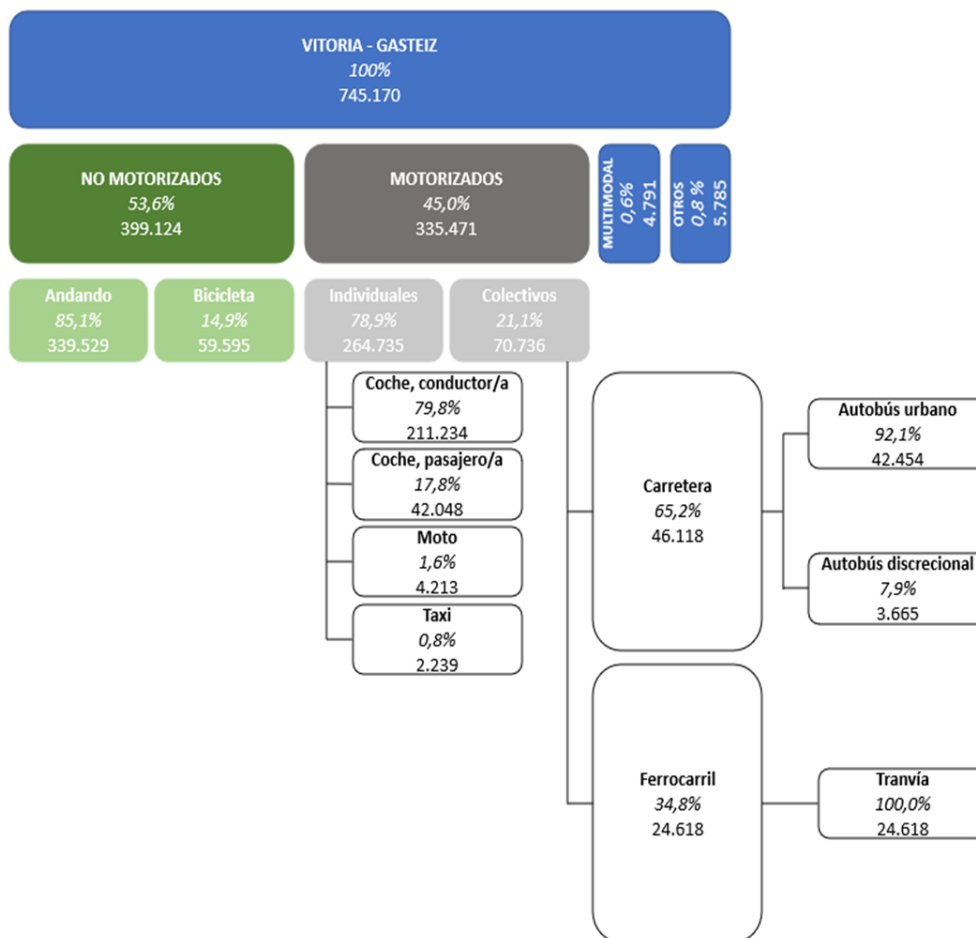 VITORIA - GASTEIZ
100%
745.170
NO MOTORIZADOS
53,6%
399.124
MOTORIZADOS
45,0%
335.471
MULTIMODAL
0,6%
4.791
OTROS
0,8 %
5.785
Andando
85,1%
339.529
Bicicleta
14,9%
59.595
Individuales
78,9%
264.735
Colectivos
21,1%
70.736
Coche, conductor/a
79,8%
211.234
Coche, pasajero/a
17,8%
42.048
Moto
1,6%
4.213
Taxi
0,8%
2.239
Carretera
65,2%
46.118
Autobús urbano
92,1%
42.454
Autobús discrecional
7,9%
3.665
Ferrocarril
34,8%
24.618
Tranvía
100,0%
24.618